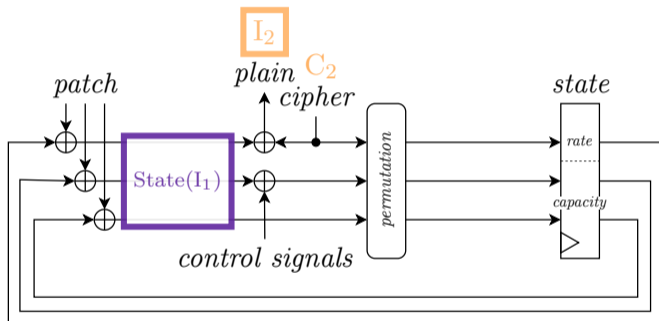 I₂
patch
plain C₂
cipher
state
State(I₁)
permutation
rate
capacity
control signals